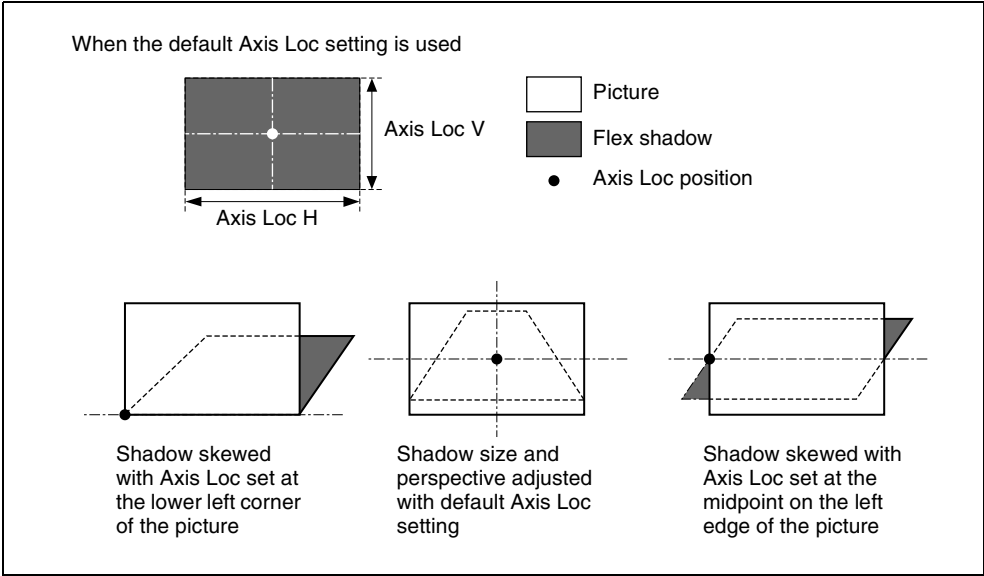 When the default Axis Loc setting is used
Axis Loc V
Axis Loc H
Picture
Flex shadow
Axis Loc position
Shadow skewed
with Axis Loc set at
the lower left corner
of the picture
Shadow size and
perspective adjusted
with default Axis Loc
setting
Shadow skewed with
Axis Loc set at the
midpoint on the left
edge of the picture